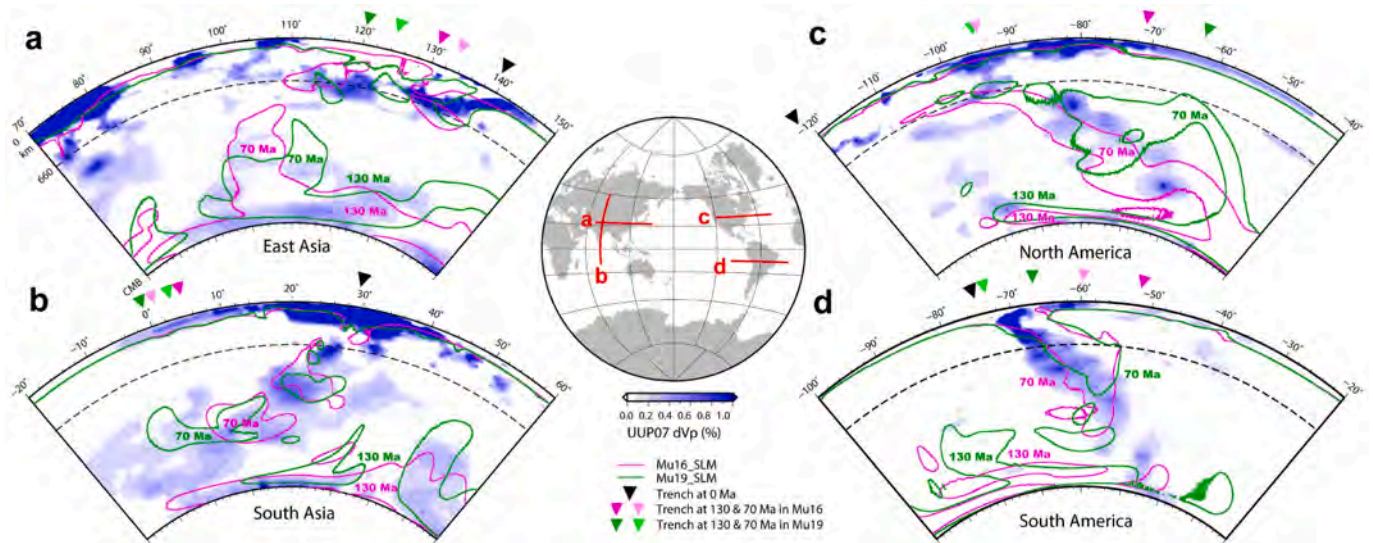 a
70˚
80˚
90˚
100˚
110˚
120˚
130˚
140˚
150˚
0
km
660
70 Ma
70 Ma
130 Ma
130 Ma
East Asia
CMB
c
−120˚
−110˚
−100˚
−90˚
−80˚
−70˚
−60˚
−50˚
−40˚
70 Ma
70 Ma
130 Ma
130 Ma
North America
a
b
c
d
b
−20˚
−10˚
0˚
10˚
20˚
30˚
40˚
50˚
60˚
70 Ma
70 Ma
130 Ma
130 Ma
South Asia
d
−100˚
−90˚
−80˚
−70˚
−60˚
−50˚
−40˚
−30˚
−20˚
70 Ma
70 Ma
130 Ma
130 Ma
South America
0.0 0.2 0.4 0.6 0.8 1.0
UUP07 dVp (%)
Mu16_SLM
Mu19_SLM
Trench at 0 Ma
Trench at 130 & 70 Ma in Mu16
Trench at 130 & 70 Ma in Mu19